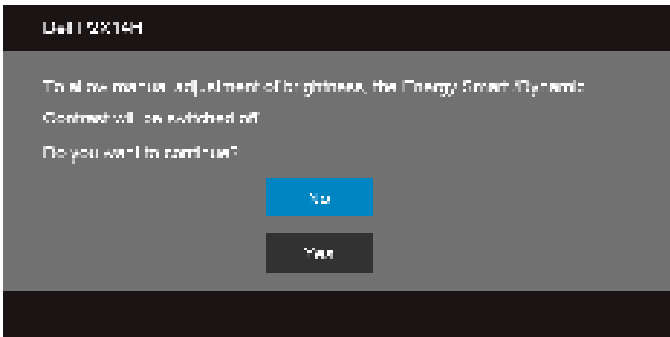 Dell P2X14H
To allow manual adjustment of brightness, the Energy Smart /Dynamic
Contrast will be switched off.
Do you want to continue?
No
Yes